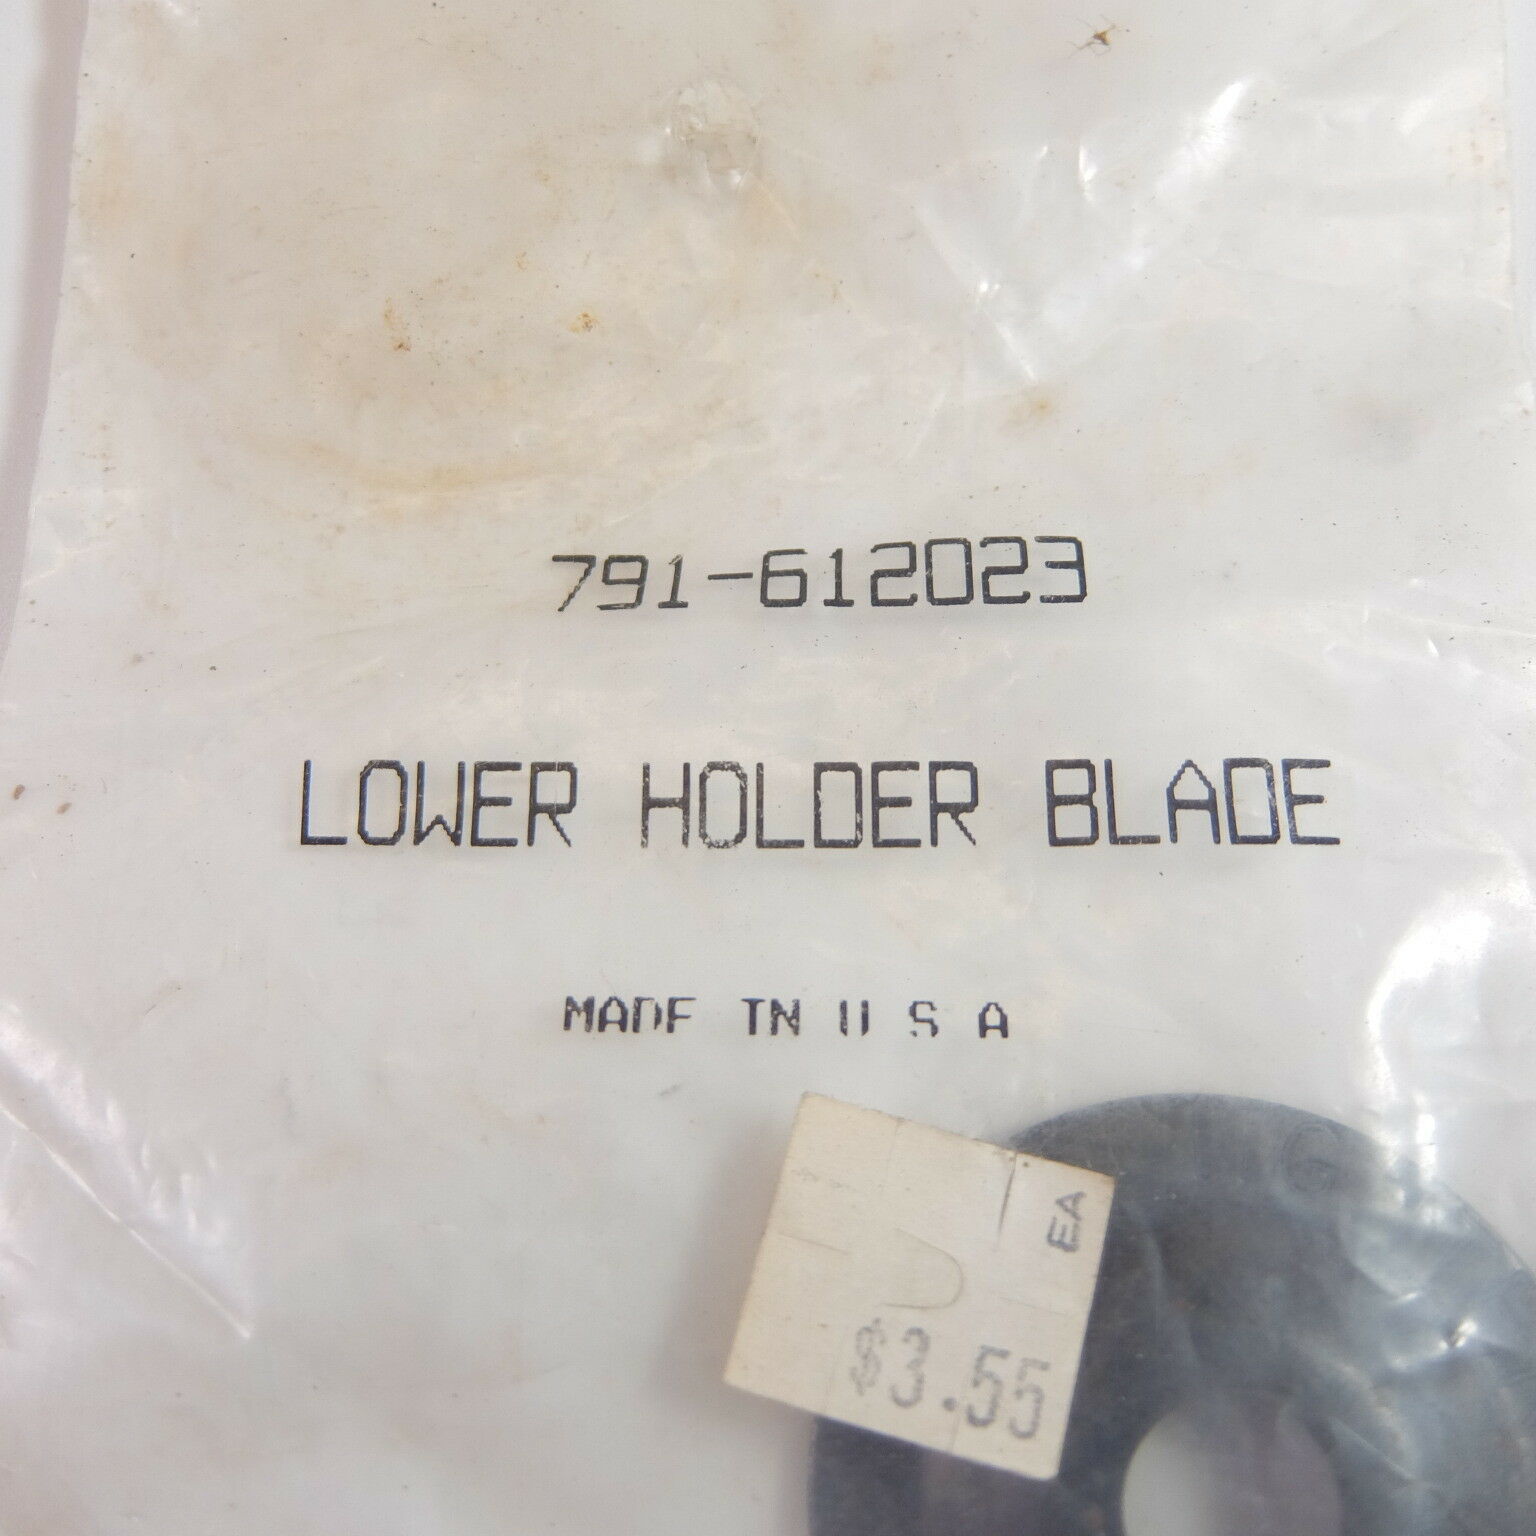 791-612023
LOWER HOLDER BLADE
MADE IN U S A
EA
$3.55